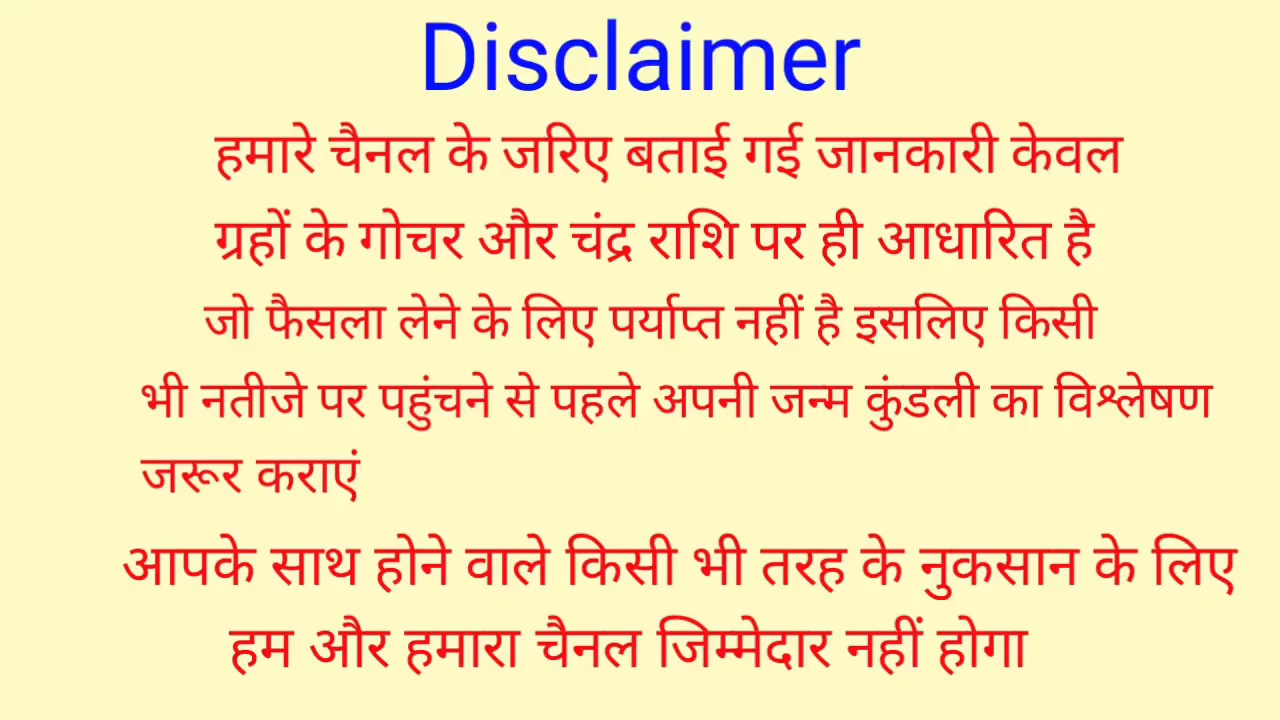 Disclaimer
हमारे चैनल के जरिए बताई गई जानकारी केवल
ग्रहों के गोचर और चंद्र राशि पर ही आधारित है
जो फैसला लेने के लिए पर्याप्त नहीं है इसलिए किसी
भी नतीजे पर पहुंचने से पहले अपनी जन्म कुंडली का विश्लेषण
जरूर कराएं
आपके साथ होने वाले किसी भी तरह के नुकसान के लिए
हम और हमारा चैनल जिम्मेदार नहीं होगा